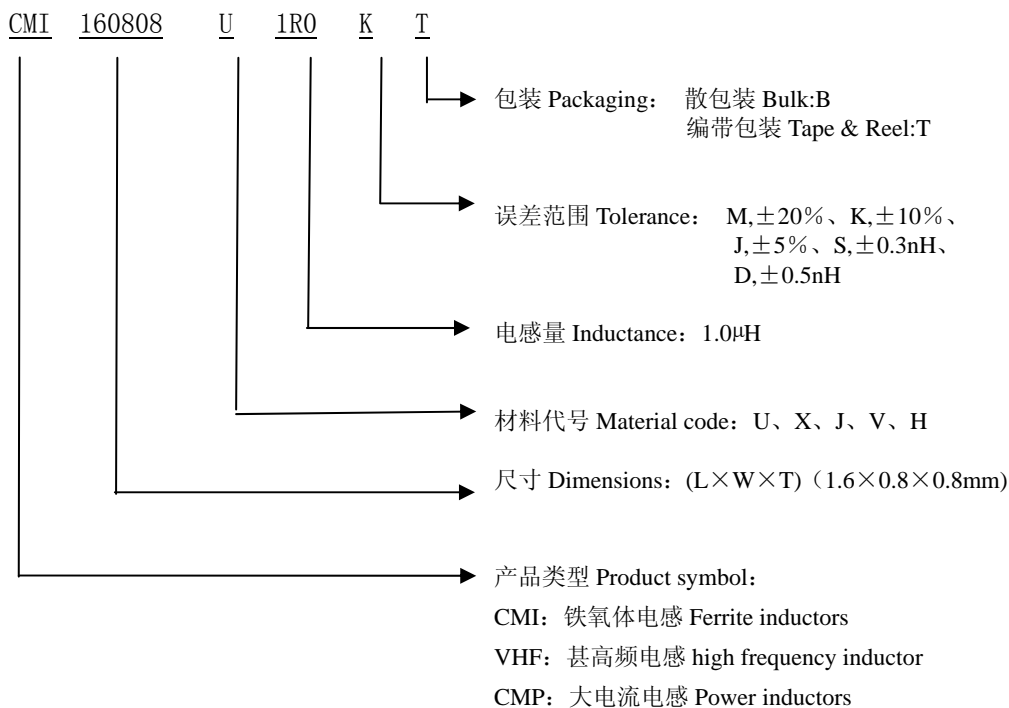 CMI 160808 U 1R0 K T
包装 Packaging： 散包装 Bulk:B
编带包装 Tape & Reel:T
误差范围 Tolerance： M,±20%、K,±10%、
J,±5%、S,±0.3nH、
D,±0.5nH
电感量 Inductance：1.0μH
材料代号 Material code：U、X、J、V、H
尺寸 Dimensions：(L×W×T)（1.6×0.8×0.8mm)
产品类型 Product symbol：
CMI：铁氧体电感 Ferrite inductors
VHF：甚高频电感 high frequency inductor
CMP：大电流电感 Power inductors